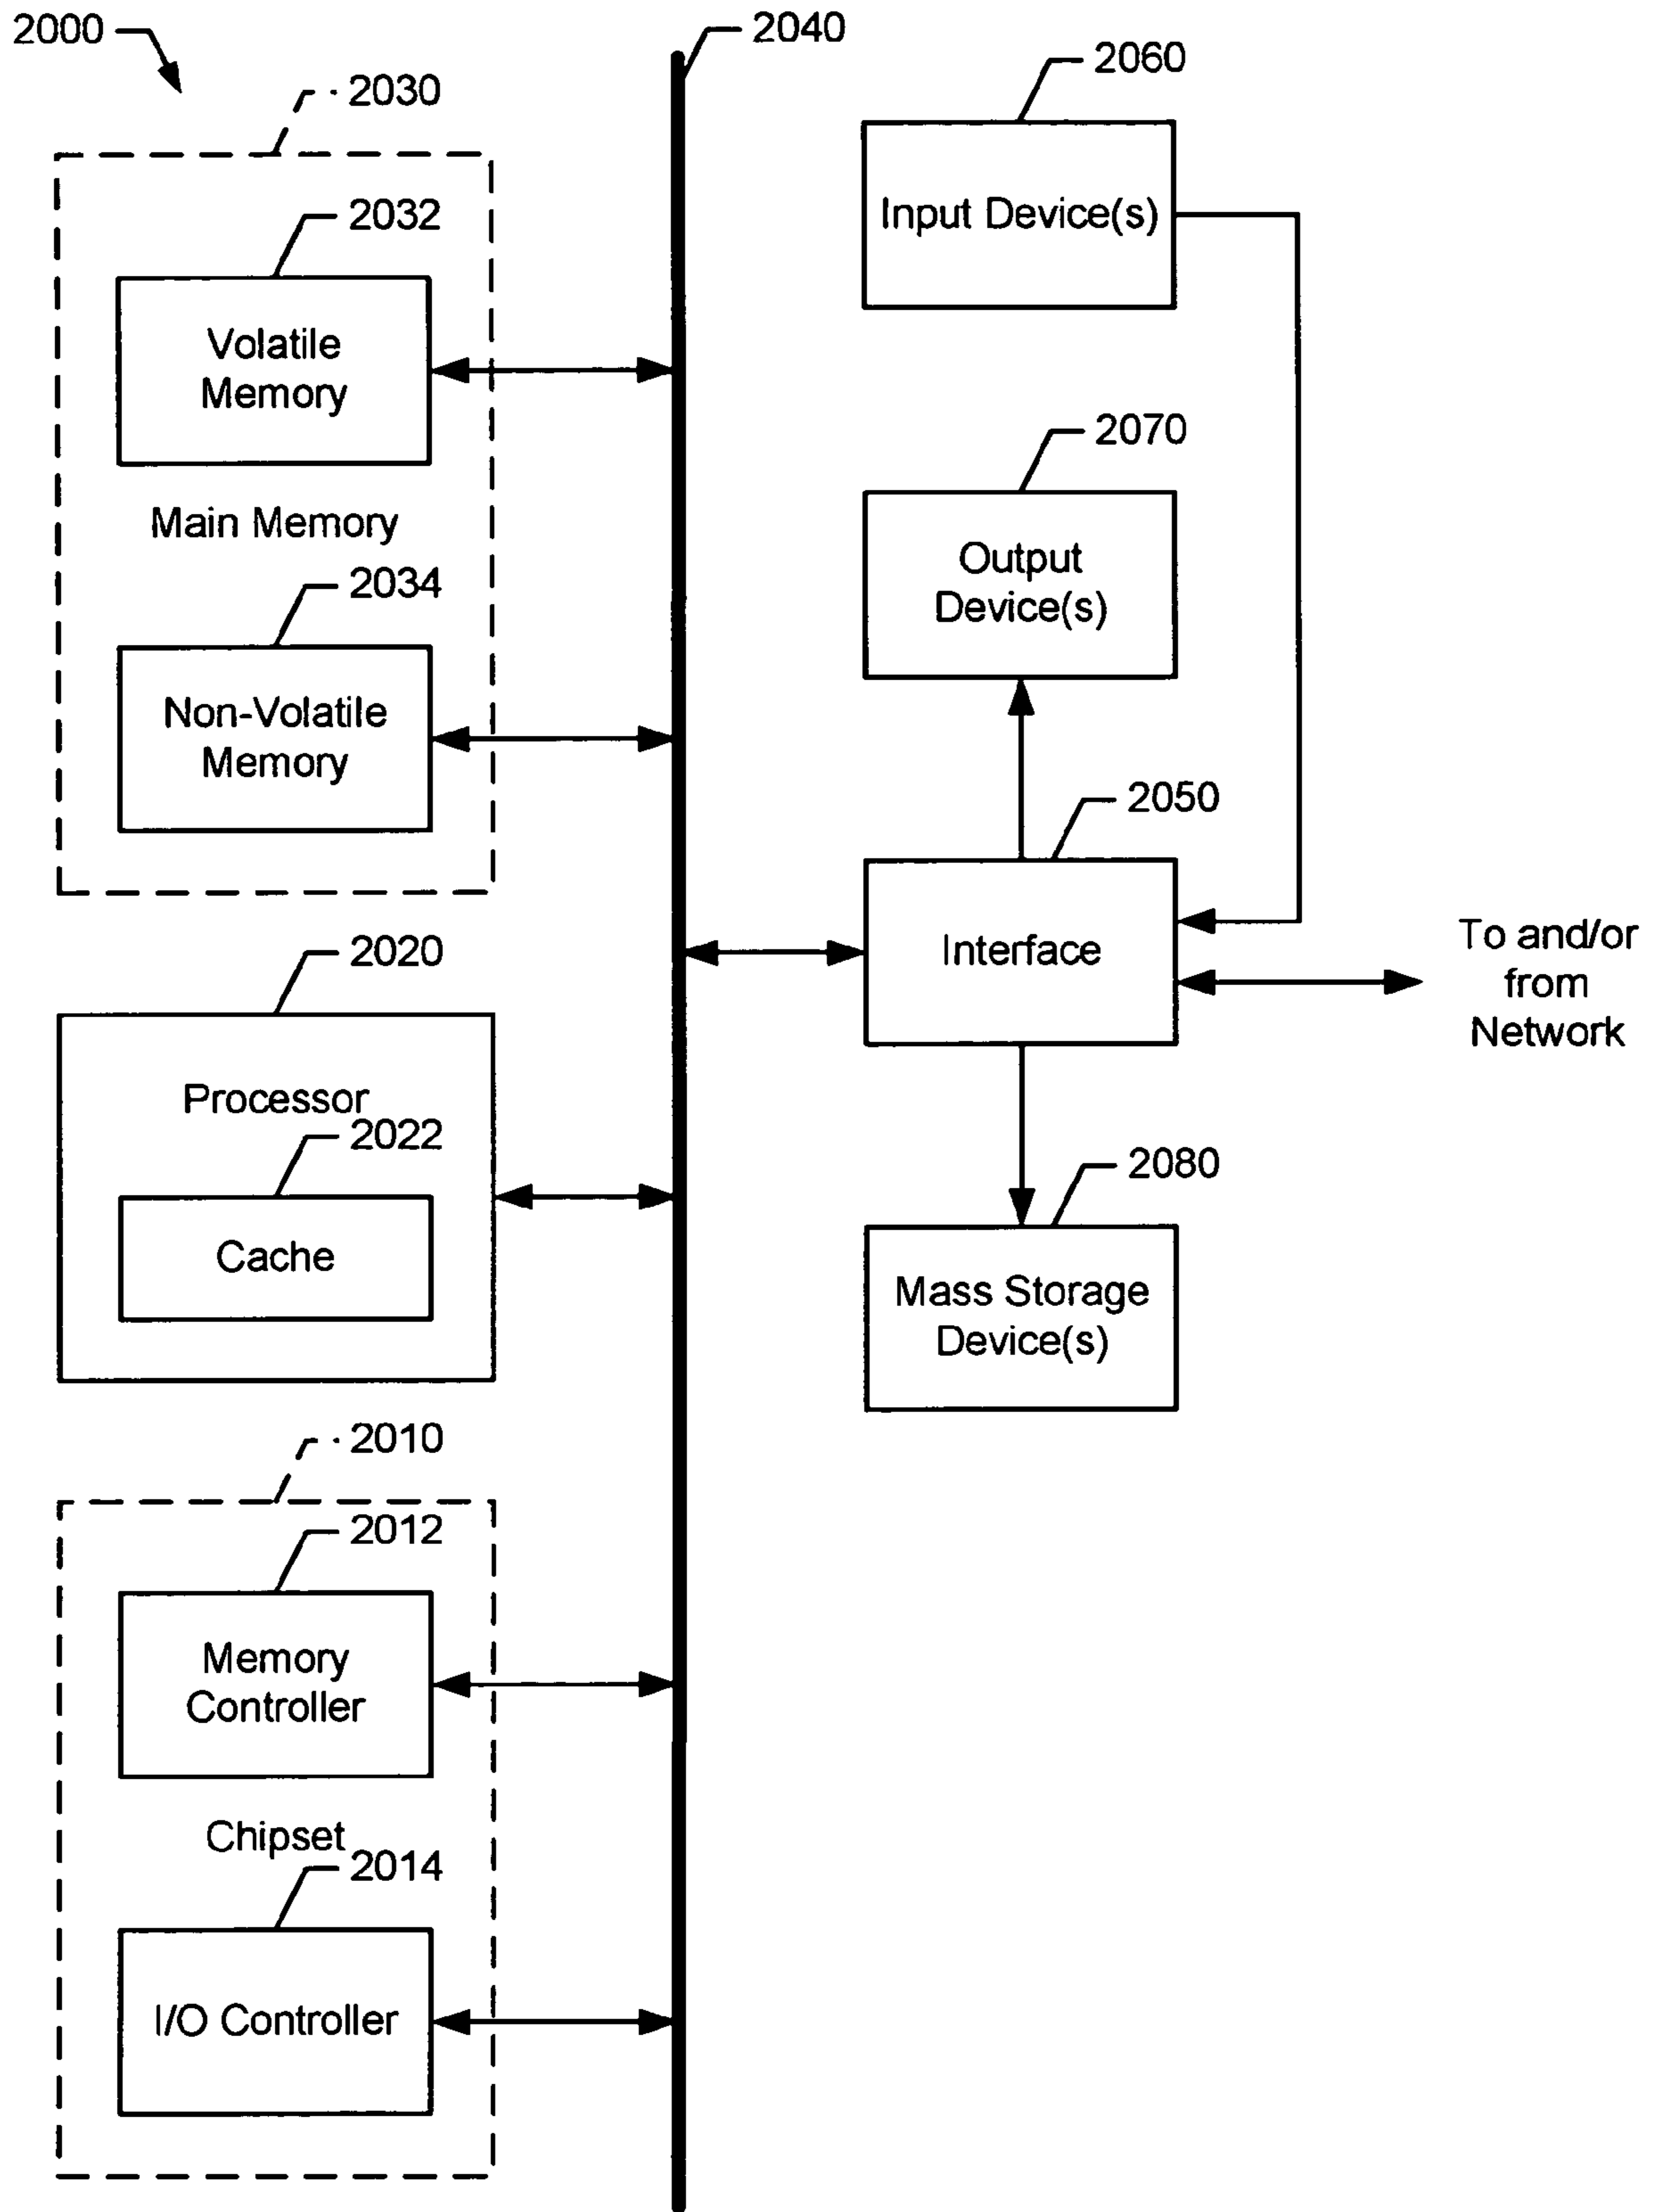 2000
2040
2030
2060
2032
Input Device(s)
Volatile
Memory
2070
Main Memory
Output
Device(s)
2034
Non-Volatile
Memory
2050
2020
Interface
To and/or
from
Network
Processor
2022
2080
Cache
Mass Storage
Device(s)
2010
2012
Memory
Controller
Chipset
2014
I/O Controller